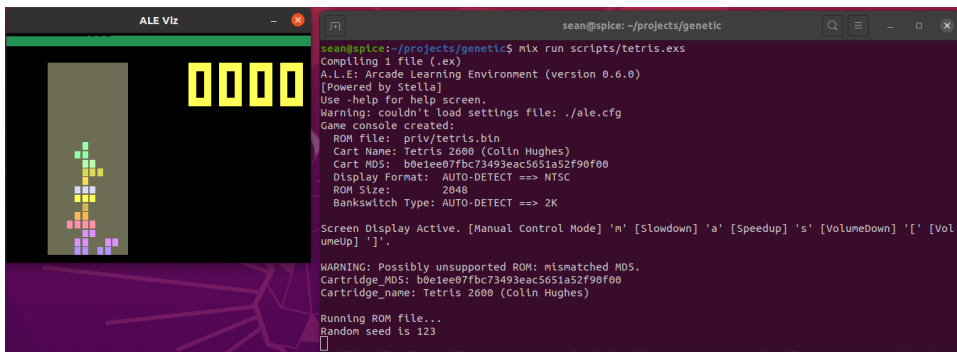 ALE Viz
0000
sean@spice: ~/projects/genetic
sean@spice:~/projects/genetic$ mix run scripts/tetris.exs
Compiling 1 file (.ex)
A.L.E: Arcade Learning Environment (version 0.6.0)
[Powered by Stella]
Use -help for help screen.
Warning: couldn't load settings file: ./ale.cfg
Game console created:
  ROM file:  priv/tetris.bin
  Cart Name: Tetris 2600 (Colin Hughes)
  Cart MD5:  b0e1ee07fbc73493eac5651a52f90f00
  Display Format:  AUTO-DETECT ==> NTSC
  ROM Size:        2048
  Bankswitch Type: AUTO-DETECT ==> 2K
Screen Display Active. [Manual Control Mode] 'm' [Slowdown] 'a' [Speedup] 's' [VolumeDown] '[' [Vol
umeUp] ']'.
WARNING: Possibly unsupported ROM: mismatched MD5.
Cartridge_MD5: b0e1ee07fbc73493eac5651a52f90f00
Cartridge_name: Tetris 2600 (Colin Hughes)
Running ROM file...
Random seed is 123